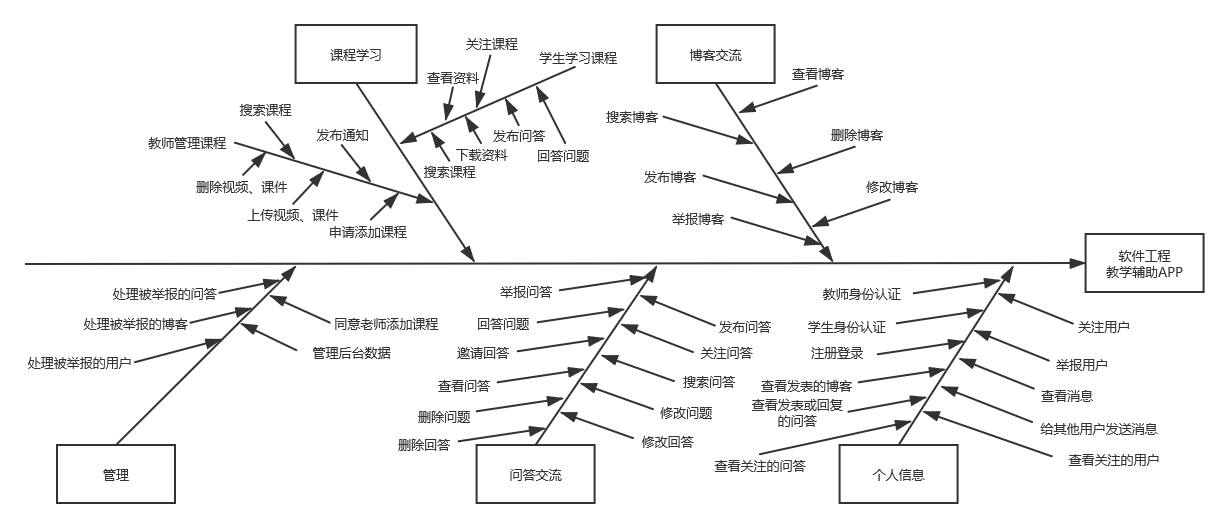 课程学习
关注课程
学生学习课程
查看资料
搜索课程
教师管理课程
发布通知
发布问答
下载资料
回答问题
搜索课程
删除视频、课件
上传视频、课件
申请添加课程
博客交流
查看博客
搜索博客
删除博客
发布博客
修改博客
举报博客
软件工程
教学辅助APP
处理被举报的问答
处理被举报的博客
同意老师添加课程
管理后台数据
处理被举报的用户
管理
举报问答
回答问题
发布问答
邀请回答
关注问答
查看问答
搜索问答
删除问题
修改问题
删除回答
修改回答
问答交流
教师身份认证
学生身份认证
关注用户
注册登录
举报用户
查看发表的博客
查看消息
查看发表或回复
的问答
给其他用户发送消息
查看关注的问答
查看关注的用户
个人信息